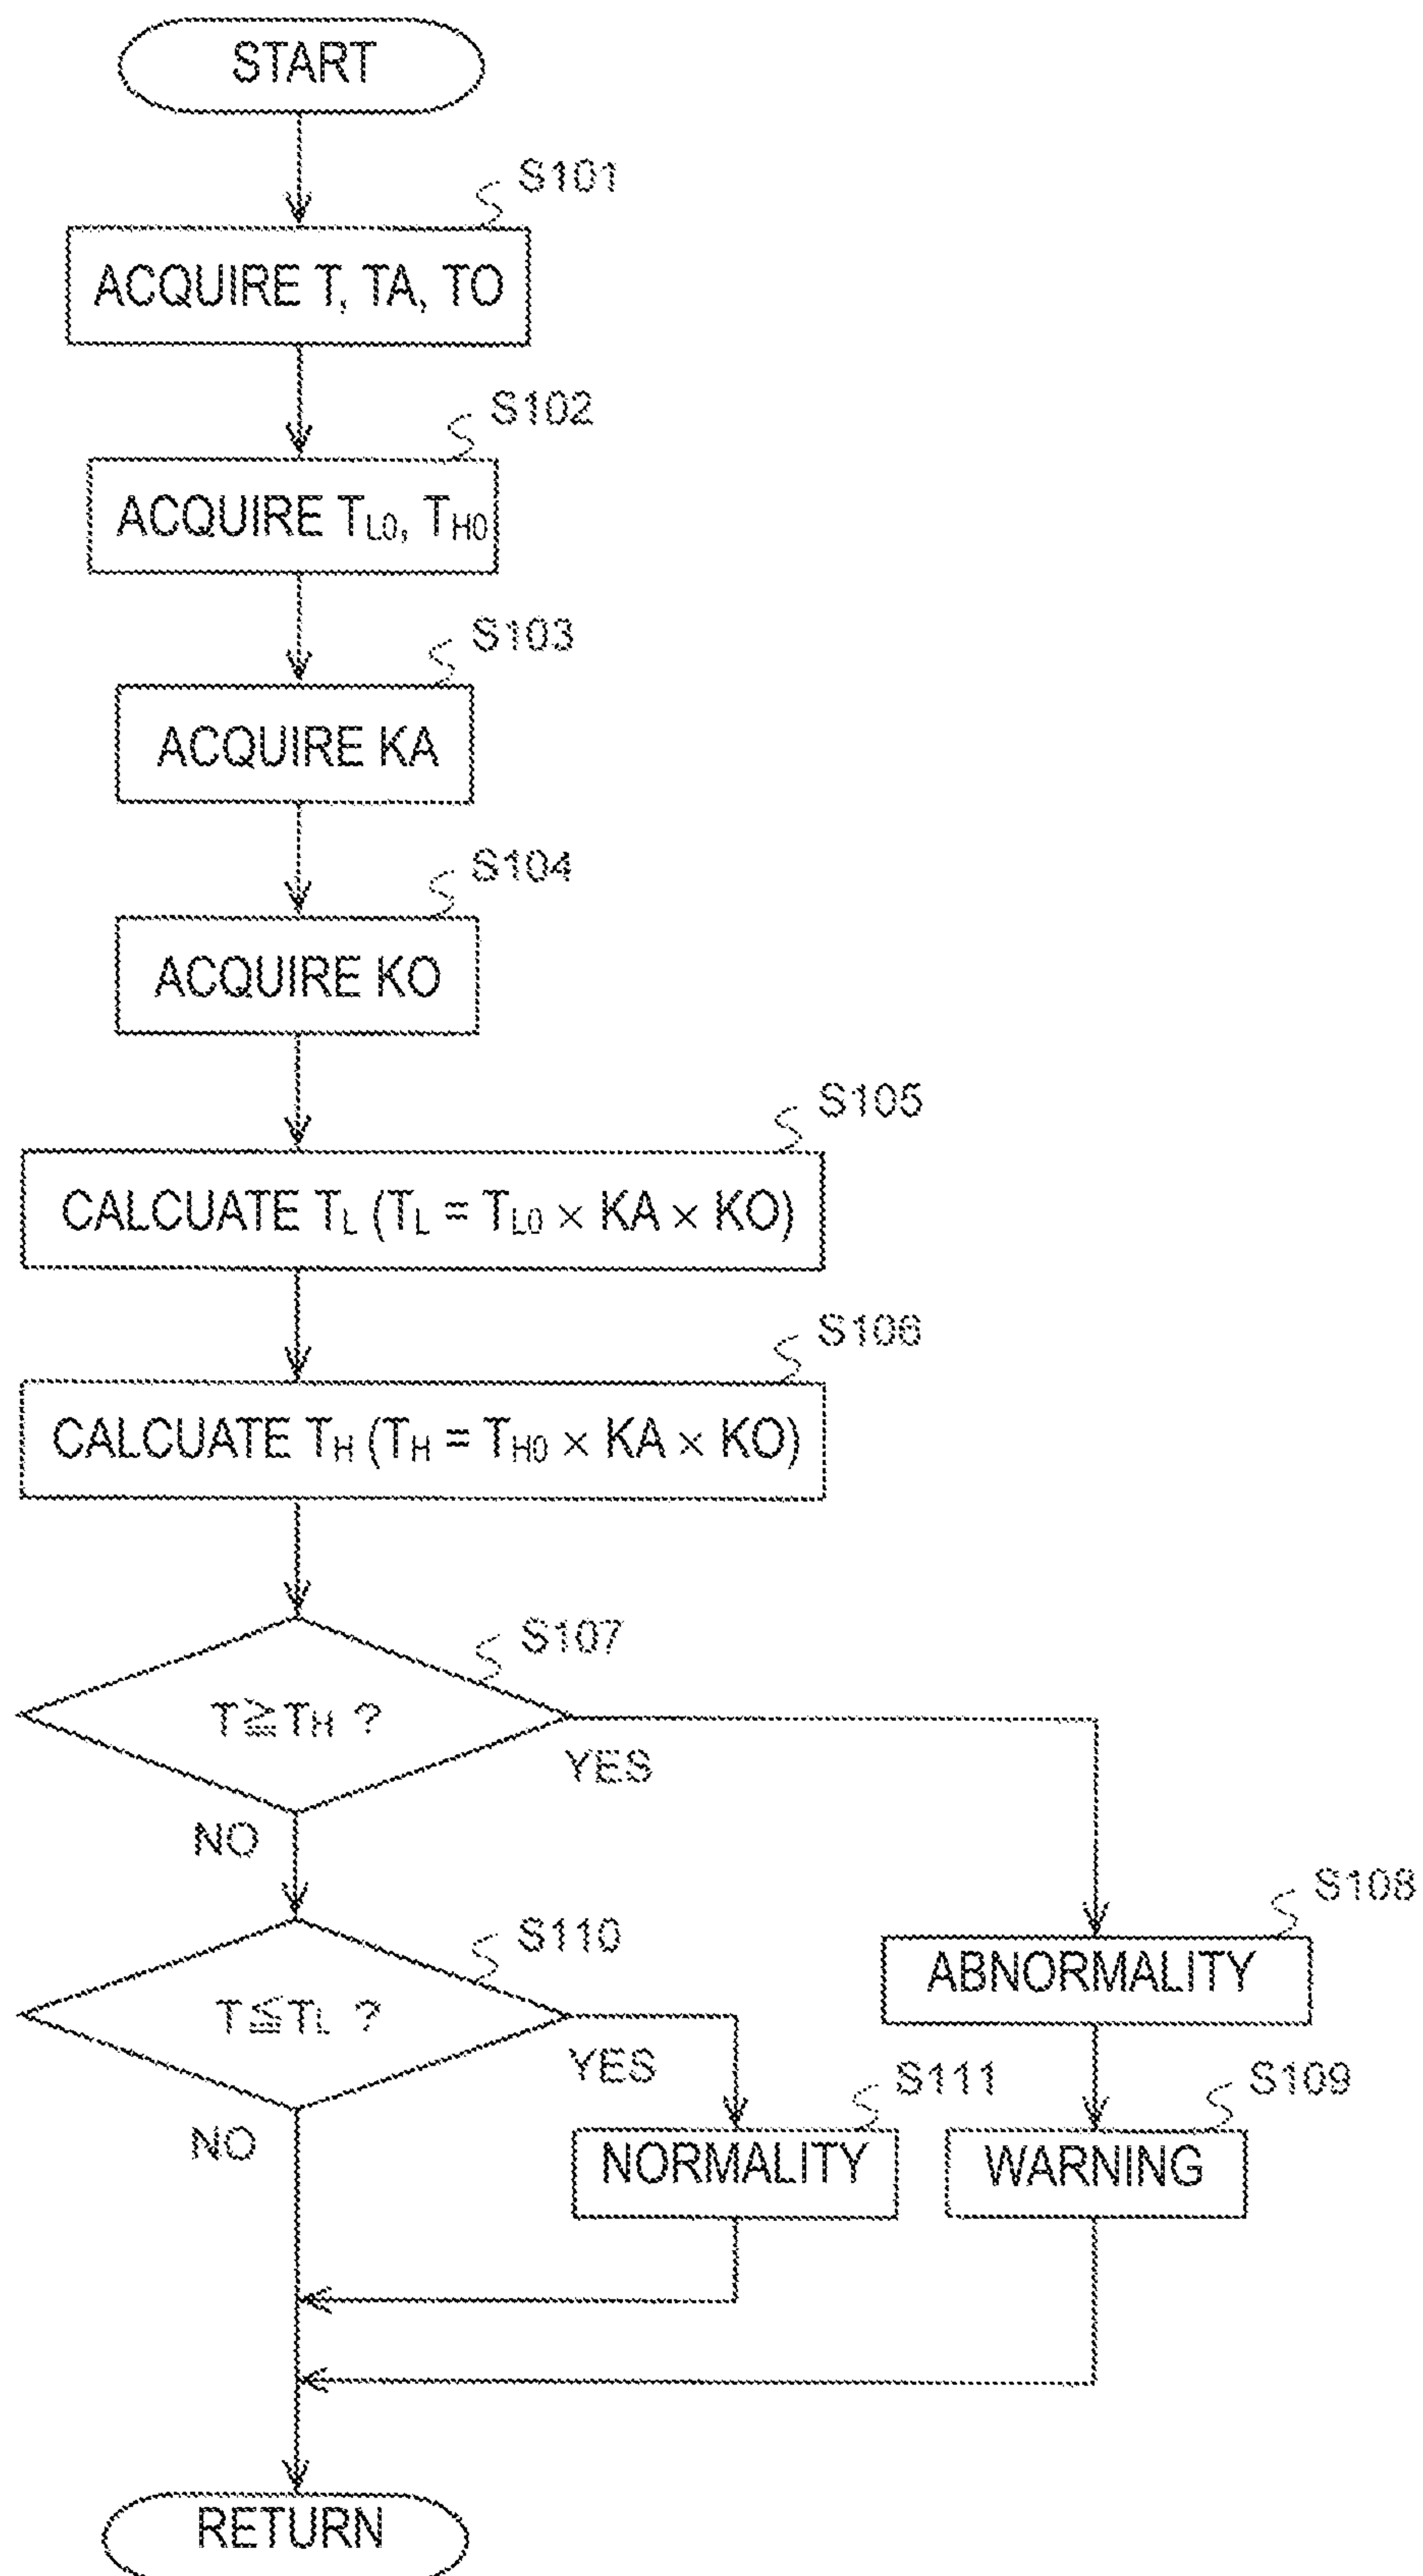 START
S101
ACQUIRE T, TA, TO
S102
ACQUIRE TL0, TH0
S103
ACQUIRE KA
S104
ACQUIRE KO
S105
CALCUATE TL (TL = TL0 × KA × KO)
S106
CALCUATE TH (TH = TH0 × KA × KO)
S107
T≧TH ?
YES
NO
S108
ABNORMALITY
S110
T≦TL ?
YES
NO
S111
NORMALITY
S109
WARNING
RETURN